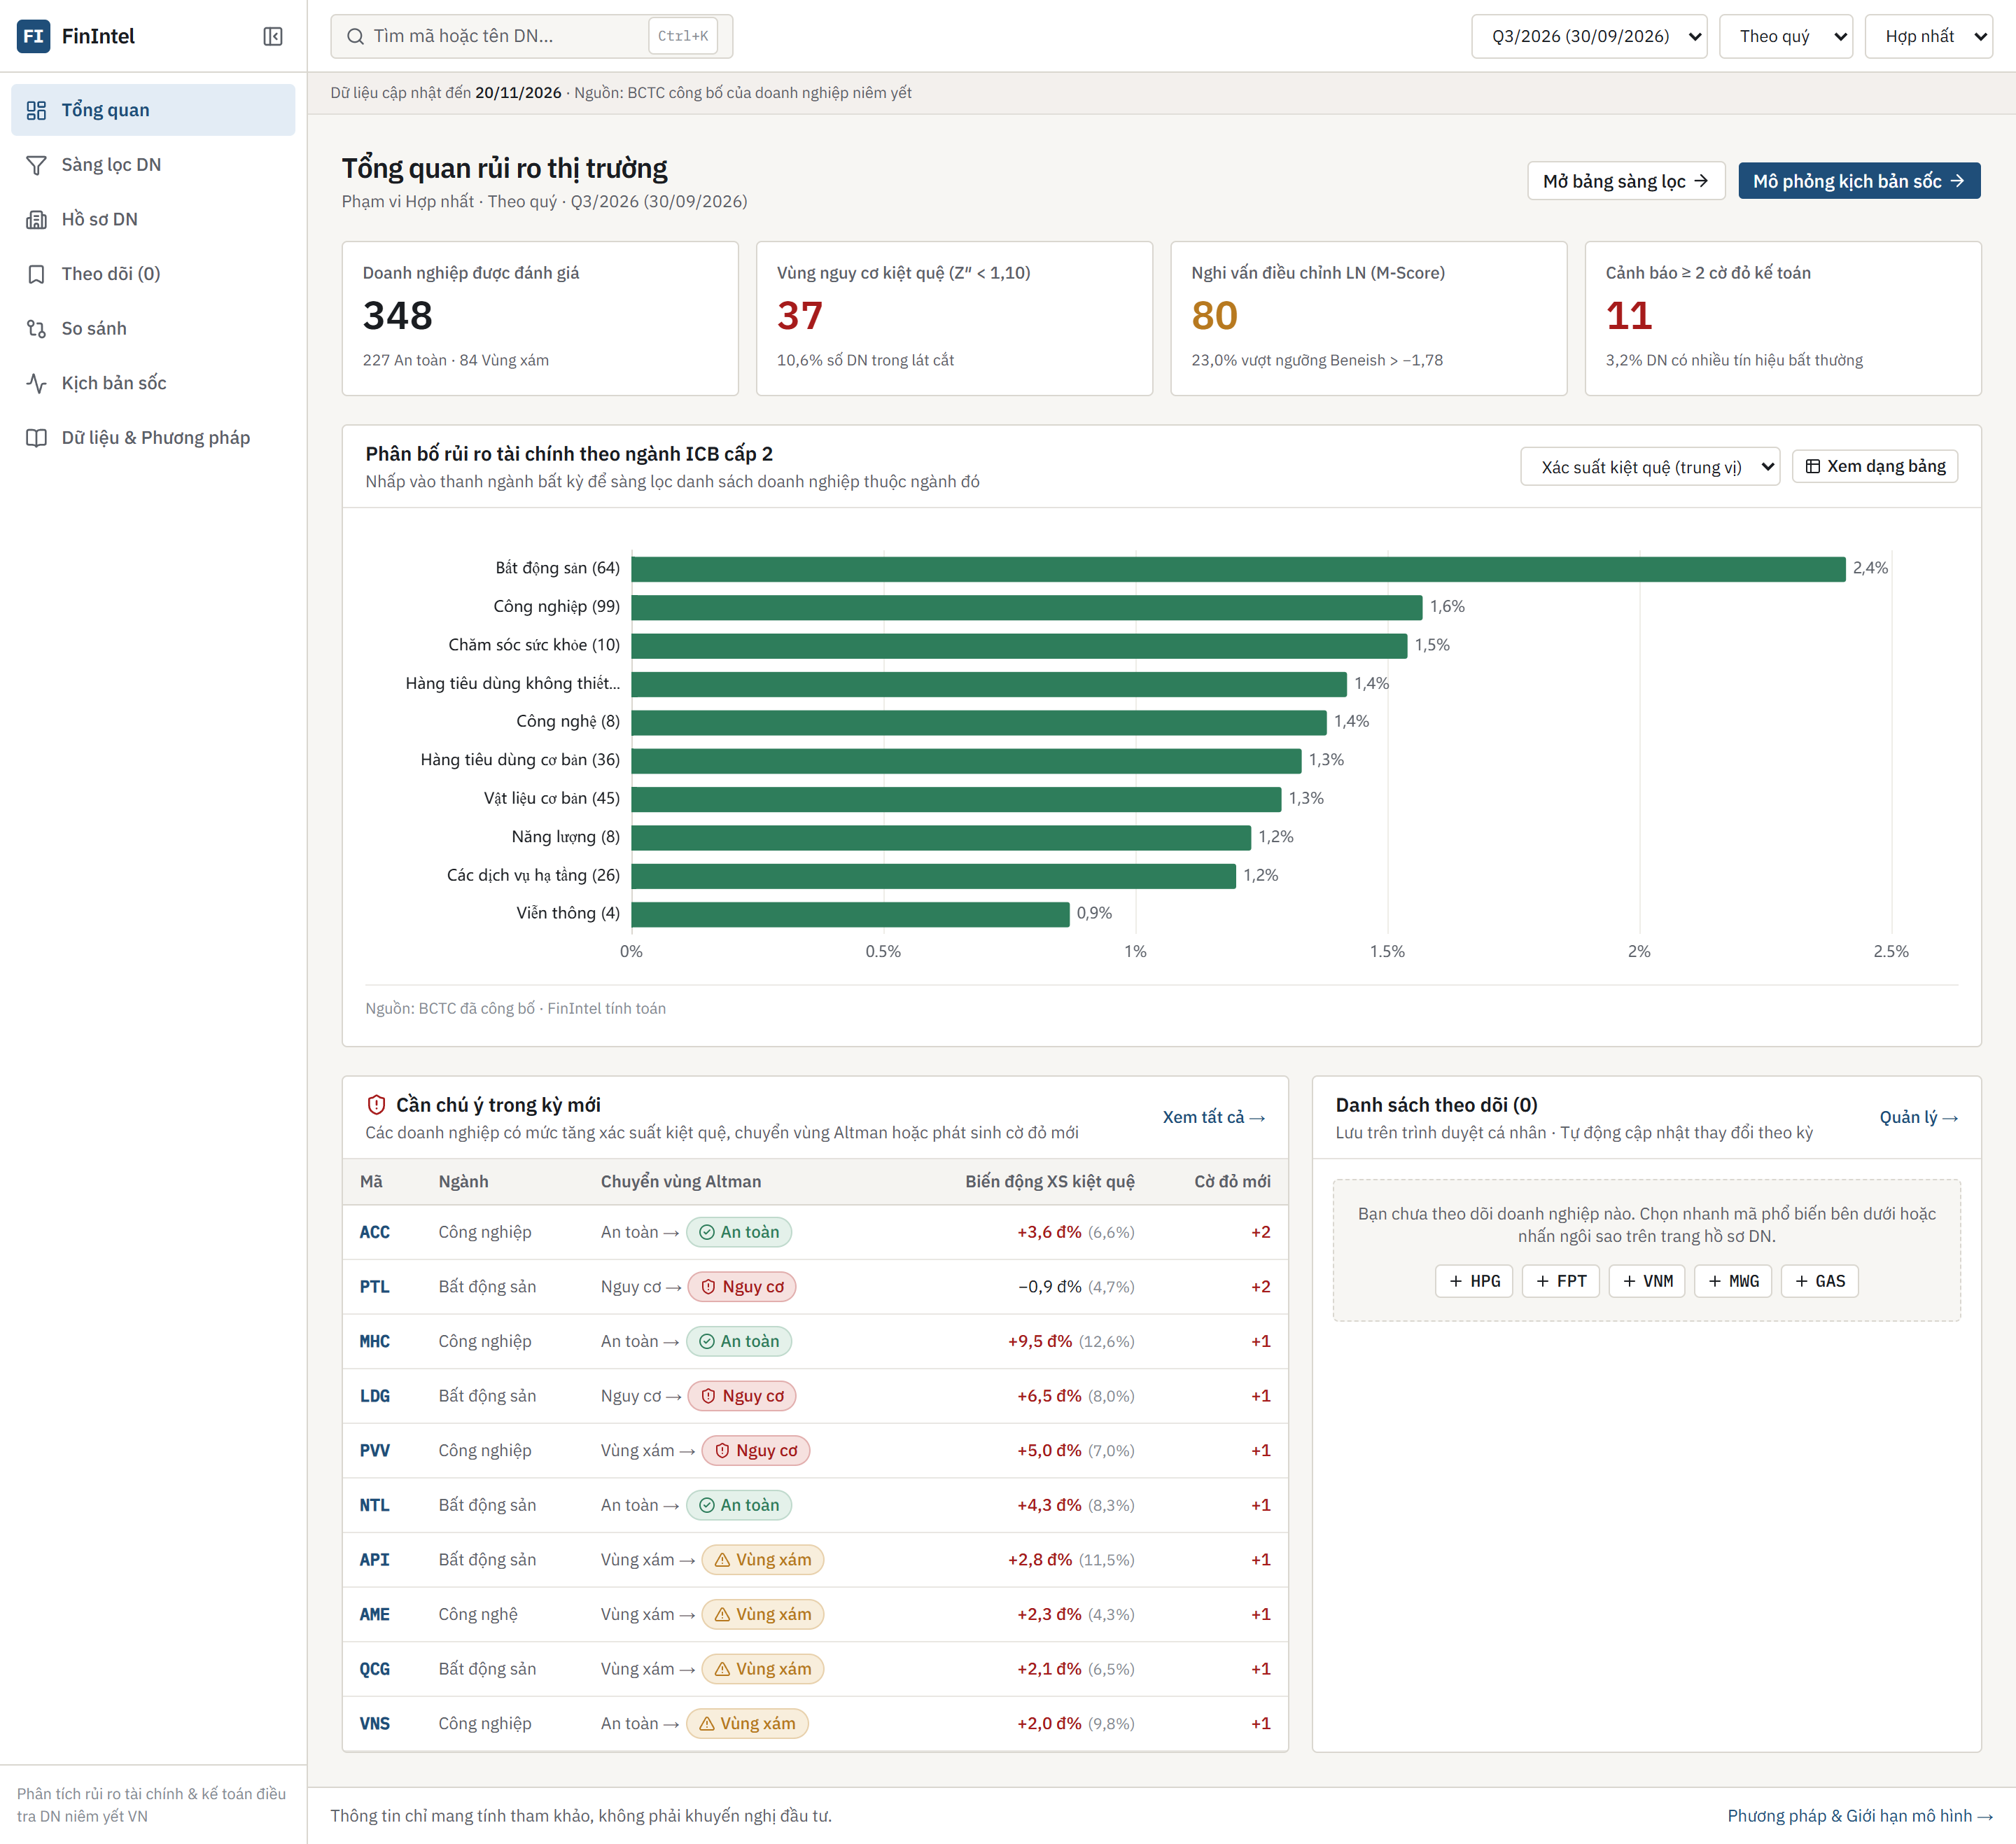 FI FinIntel
Tìm mã hoặc tên DN... Ctrl+K
Q3/2026 (30/09/2026) Theo quý Hợp nhất
Tổng quan
Sàng lọc DN
Hồ sơ DN
Theo dõi (0)
So sánh
Kịch bản sốc
Dữ liệu & Phương pháp
Phân tích rủi ro tài chính & kế toán điều
tra DN niêm yết VN
Dữ liệu cập nhật đến 20/11/2026 · Nguồn: BCTC công bố của doanh nghiệp niêm yết
Tổng quan rủi ro thị trường
Phạm vi Hợp nhất · Theo quý · Q3/2026 (30/09/2026)
Mở bảng sàng lọc →
Mô phỏng kịch bản sốc →
Doanh nghiệp được đánh giá
348
227 An toàn · 84 Vùng xám
Vùng nguy cơ kiệt quệ (Z″ < 1,10)
37
10,6% số DN trong lát cắt
Nghi vấn điều chỉnh LN (M-Score)
80
23,0% vượt ngưỡng Beneish > −1,78
Cảnh báo ≥ 2 cờ đỏ kế toán
11
3,2% DN có nhiều tín hiệu bất thường
Phân bố rủi ro tài chính theo ngành ICB cấp 2
Nhấp vào thanh ngành bất kỳ để sàng lọc danh sách doanh nghiệp thuộc ngành đó
Xác suất kiệt quệ (trung vị)
Xem dạng bảng
Bất động sản (64) 2,4%
Công nghiệp (99) 1,6%
Chăm sóc sức khỏe (10) 1,5%
Hàng tiêu dùng không thiết... 1,4%
Công nghệ (8) 1,4%
Hàng tiêu dùng cơ bản (36) 1,3%
Vật liệu cơ bản (45) 1,3%
Năng lượng (8) 1,2%
Các dịch vụ hạ tầng (26) 1,2%
Viễn thông (4) 0,9%
0% 0.5% 1% 1.5% 2% 2.5%
Nguồn: BCTC đã công bố · FinIntel tính toán
Cần chú ý trong kỳ mới
Các doanh nghiệp có mức tăng xác suất kiệt quệ, chuyển vùng Altman hoặc phát sinh cờ đỏ mới
Xem tất cả →
Mã Ngành Chuyển vùng Altman Biến động XS kiệt quệ Cờ đỏ mới
ACC Công nghiệp An toàn → An toàn +3,6 đ% (6,6%) +2
PTL Bất động sản Nguy cơ → Nguy cơ −0,9 đ% (4,7%) +2
MHC Công nghiệp An toàn → An toàn +9,5 đ% (12,6%) +1
LDG Bất động sản Nguy cơ → Nguy cơ +6,5 đ% (8,0%) +1
PVV Công nghiệp Vùng xám → Nguy cơ +5,0 đ% (7,0%) +1
NTL Bất động sản An toàn → An toàn +4,3 đ% (8,3%) +1
API Bất động sản Vùng xám → Vùng xám +2,8 đ% (11,5%) +1
AME Công nghệ Vùng xám → Vùng xám +2,3 đ% (4,3%) +1
QCG Bất động sản Vùng xám → Vùng xám +2,1 đ% (6,5%) +1
VNS Công nghiệp An toàn → Vùng xám +2,0 đ% (9,8%) +1
Danh sách theo dõi (0)
Lưu trên trình duyệt cá nhân · Tự động cập nhật thay đổi theo kỳ
Quản lý →
Bạn chưa theo dõi doanh nghiệp nào. Chọn nhanh mã phổ biến bên dưới hoặc
nhấn ngôi sao trên trang hồ sơ DN.
+ HPG + FPT + VNM + MWG + GAS
Thông tin chỉ mang tính tham khảo, không phải khuyến nghị đầu tư.
Phương pháp & Giới hạn mô hình →